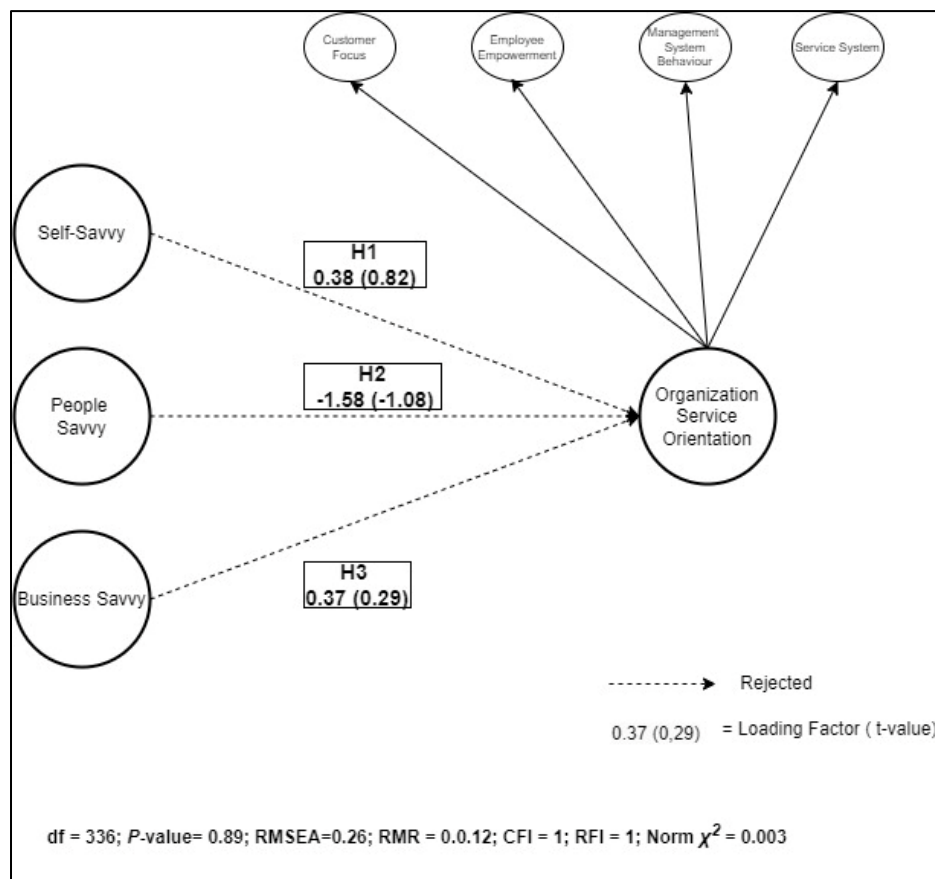 Customer
Focus
Employee
Empowerment
Management
System
Behaviour
Service System
Self-Savvy
H1
0.38 (0.82)
People
Savvy
H2
-1.58 (-1.08)
Organization
Service
Orientation
Business Savvy
H3
0.37 (0.29)
Rejected
0.37 (0,29) = Loading Factor ( t-value)
df = 336; P-value= 0.89; RMSEA=0.26; RMR = 0.0.12; CFI = 1; RFI = 1; Norm χ² = 0.003